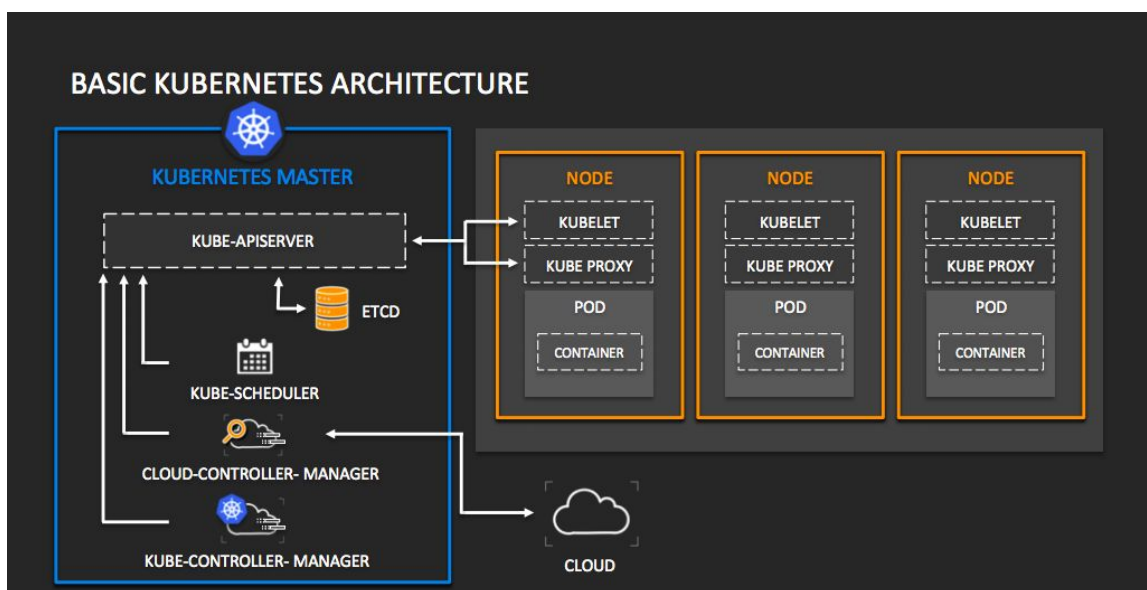 BASIC KUBERNETES ARCHITECTURE
KUBERNETES MASTER
KUBE-APISERVER
ETCD
KUBE-SCHEDULER
CLOUD-CONTROLLER- MANAGER
KUBE-CONTROLLER- MANAGER
NODE
KUBELET
KUBE PROXY
POD
CONTAINER
NODE
KUBELET
KUBE PROXY
POD
CONTAINER
NODE
KUBELET
KUBE PROXY
POD
CONTAINER
CLOUD